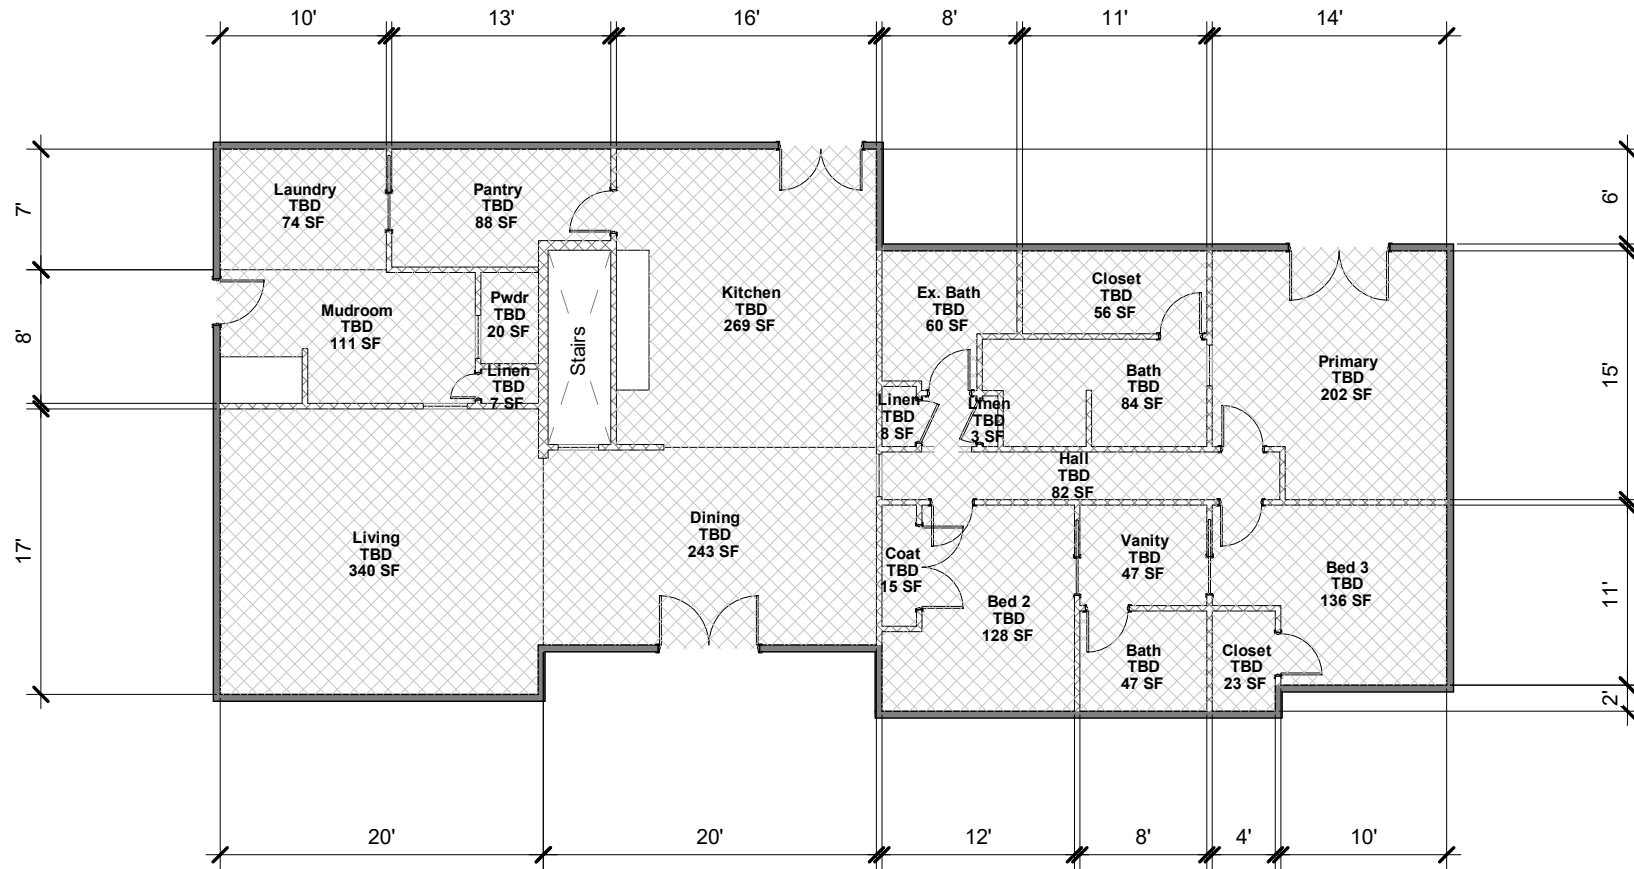 10'
13'
16'
8'
11'
14'
7'
8'
17'
6'
15'
11'
2'
Laundry
TBD
74 SF
Pantry
TBD
88 SF
Mudroom
TBD
111 SF
Pwdr
TBD
20 SF
Linen
TBD
7 SF
Stairs
Kitchen
TBD
269 SF
Ex. Bath
TBD
60 SF
Closet
TBD
56 SF
Linen
TBD
8 SF
Linen
TBD
3 SF
Bath
TBD
84 SF
Primary
TBD
202 SF
Hall
TBD
82 SF
Living
TBD
340 SF
Dining
TBD
243 SF
Coat
TBD
15 SF
Bed 2
TBD
128 SF
Vanity
TBD
47 SF
Bath
TBD
47 SF
Closet
TBD
23 SF
Bed 3
TBD
136 SF
20'
20'
12'
8'
4'
10'